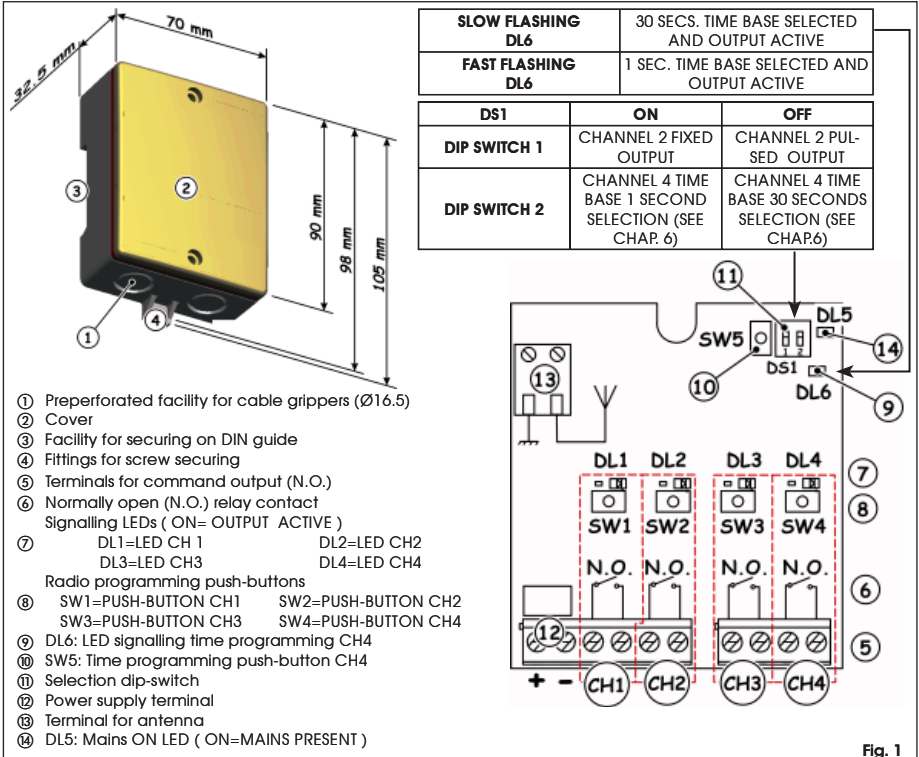 70 mm
32.5 mm
90 mm
98 mm
105 mm
3
2
1
4
SLOW FLASHING DL6
30 SECS. TIME BASE SELECTED AND OUTPUT ACTIVE
FAST FLASHING DL6
1 SEC. TIME BASE SELECTED AND OUTPUT ACTIVE
DS1 ON OFF
DIP SWITCH 1
CHANNEL 2 FIXED OUTPUT
CHANNEL 2 PUL-
SED OUTPUT
DIP SWITCH 2
CHANNEL 4 TIME BASE 1 SECOND SELECTION (SEE CHAP. 6)
CHANNEL 4 TIME BASE 30 SECONDS SELECTION (SEE CHAP.6)
① Preperforated facility for cable grippers (Ø16.5)
② Cover
③ Facility for securing on DIN guide
④ Fittings for screw securing
⑤ Terminals for command output (N.O.)
⑥ Normally open (N.O.) relay contact
Signalling LEDs ( ON= OUTPUT ACTIVE )
⑦ DL1=LED CH 1 DL2=LED CH2
DL3=LED CH3 DL4=LED CH4
Radio programming push-buttons
⑧ SW1=PUSH-BUTTON CH1 SW2=PUSH-BUTTON CH2
SW3=PUSH-BUTTON CH3 SW4=PUSH-BUTTON CH4
⑨ DL6: LED signalling time programming CH4
⑩ SW5: Time programming push-button CH4
⑪ Selection dip-switch
⑫ Power supply terminal
⑬ Terminal for antenna
⑭ DL5: Mains ON LED ( ON=MAINS PRESENT )
11
SW5
1 2
DS1
DL5
14
10
DL6
9
13
DL1 DL2 DL3 DL4
7
SW1 SW2 SW3 SW4
8
N.O. N.O. N.O. N.O.
6
12
5
+ -
CH1 CH2 CH3 CH4
Fig. 1